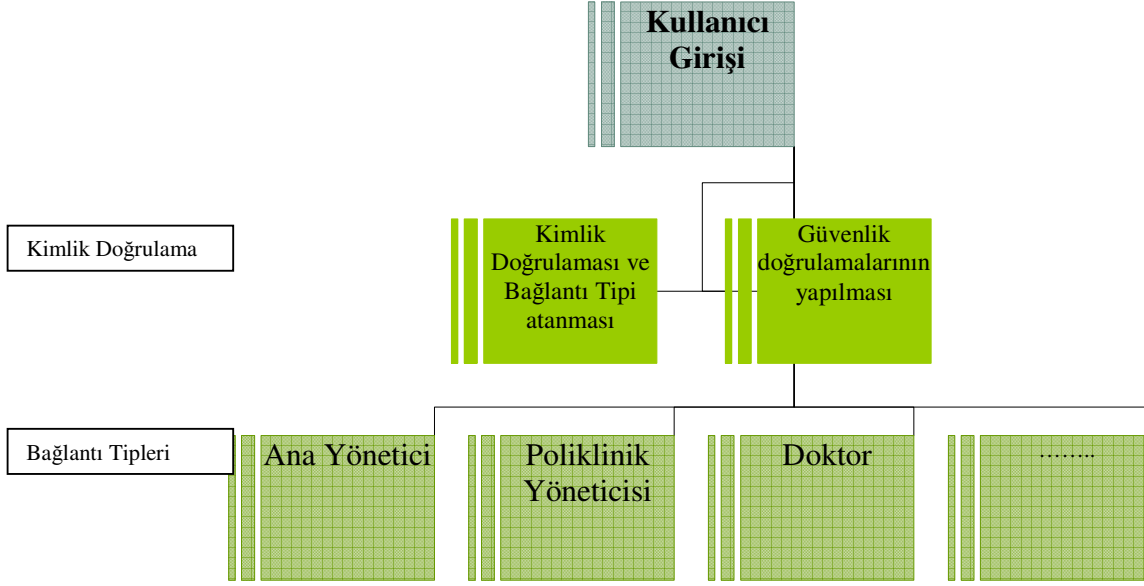 Kullanıcı
Girişi
Kimlik Doğrulama
Kimlik
Doğrulaması ve
Bağlantı Tipi
atanması
Güvenlik
doğrulamalarının
yapılması
Bağlantı Tipleri
Ana Yönetici
Poliklinik
Yöneticisi
Doktor
……..